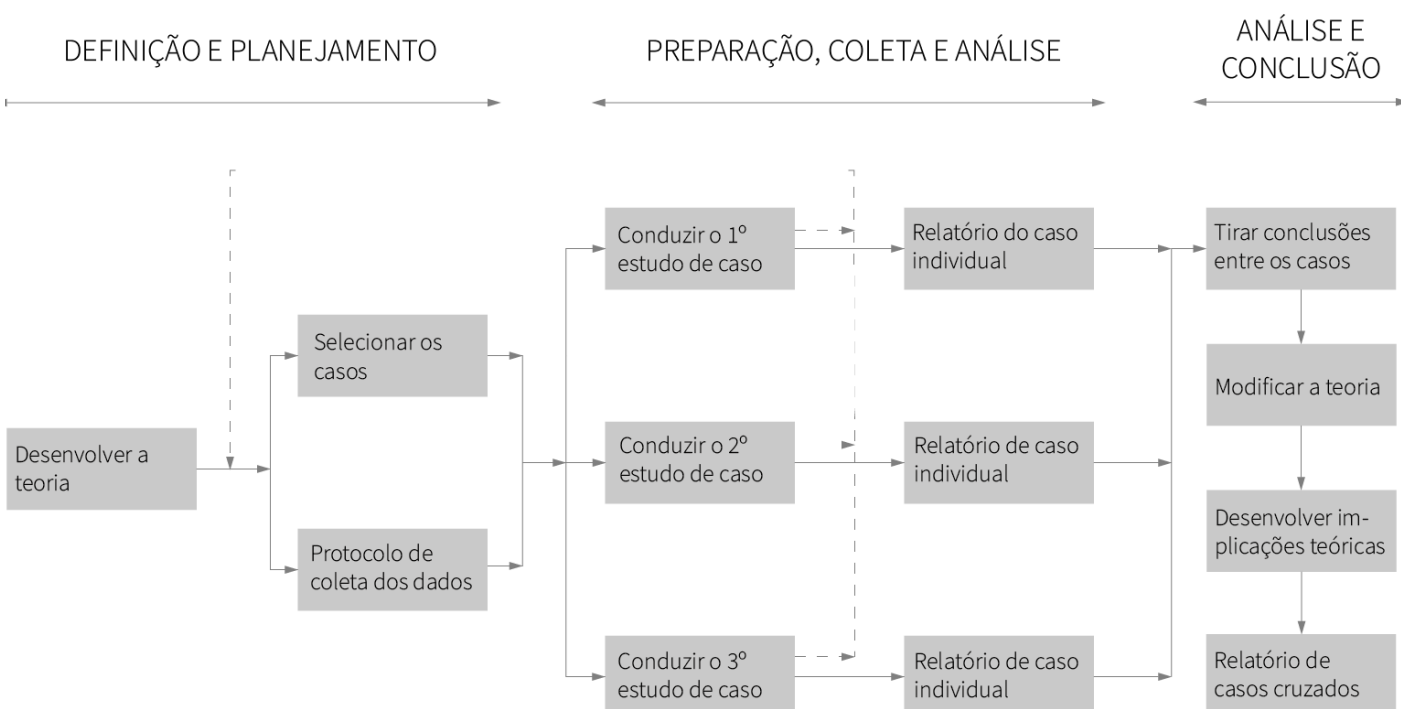 DEFINIÇÃO E PLANEJAMENTO
PREPARAÇÃO, COLETA E ANÁLISE
ANÁLISE E
CONCLUSÃO
Desenvolver a
teoria
Selecionar os
casos
Protocolo de
coleta dos dados
Conduzir o 1º
estudo de caso
Conduzir o 2º
estudo de caso
Conduzir o 3º
estudo de caso
Relatório do caso
individual
Relatório de caso
individual
Relatório de caso
individual
Tirar conclusões
entre os casos
Modificar a teoria
Desenvolver im-
plicações teóricas
Relatório de
casos cruzados